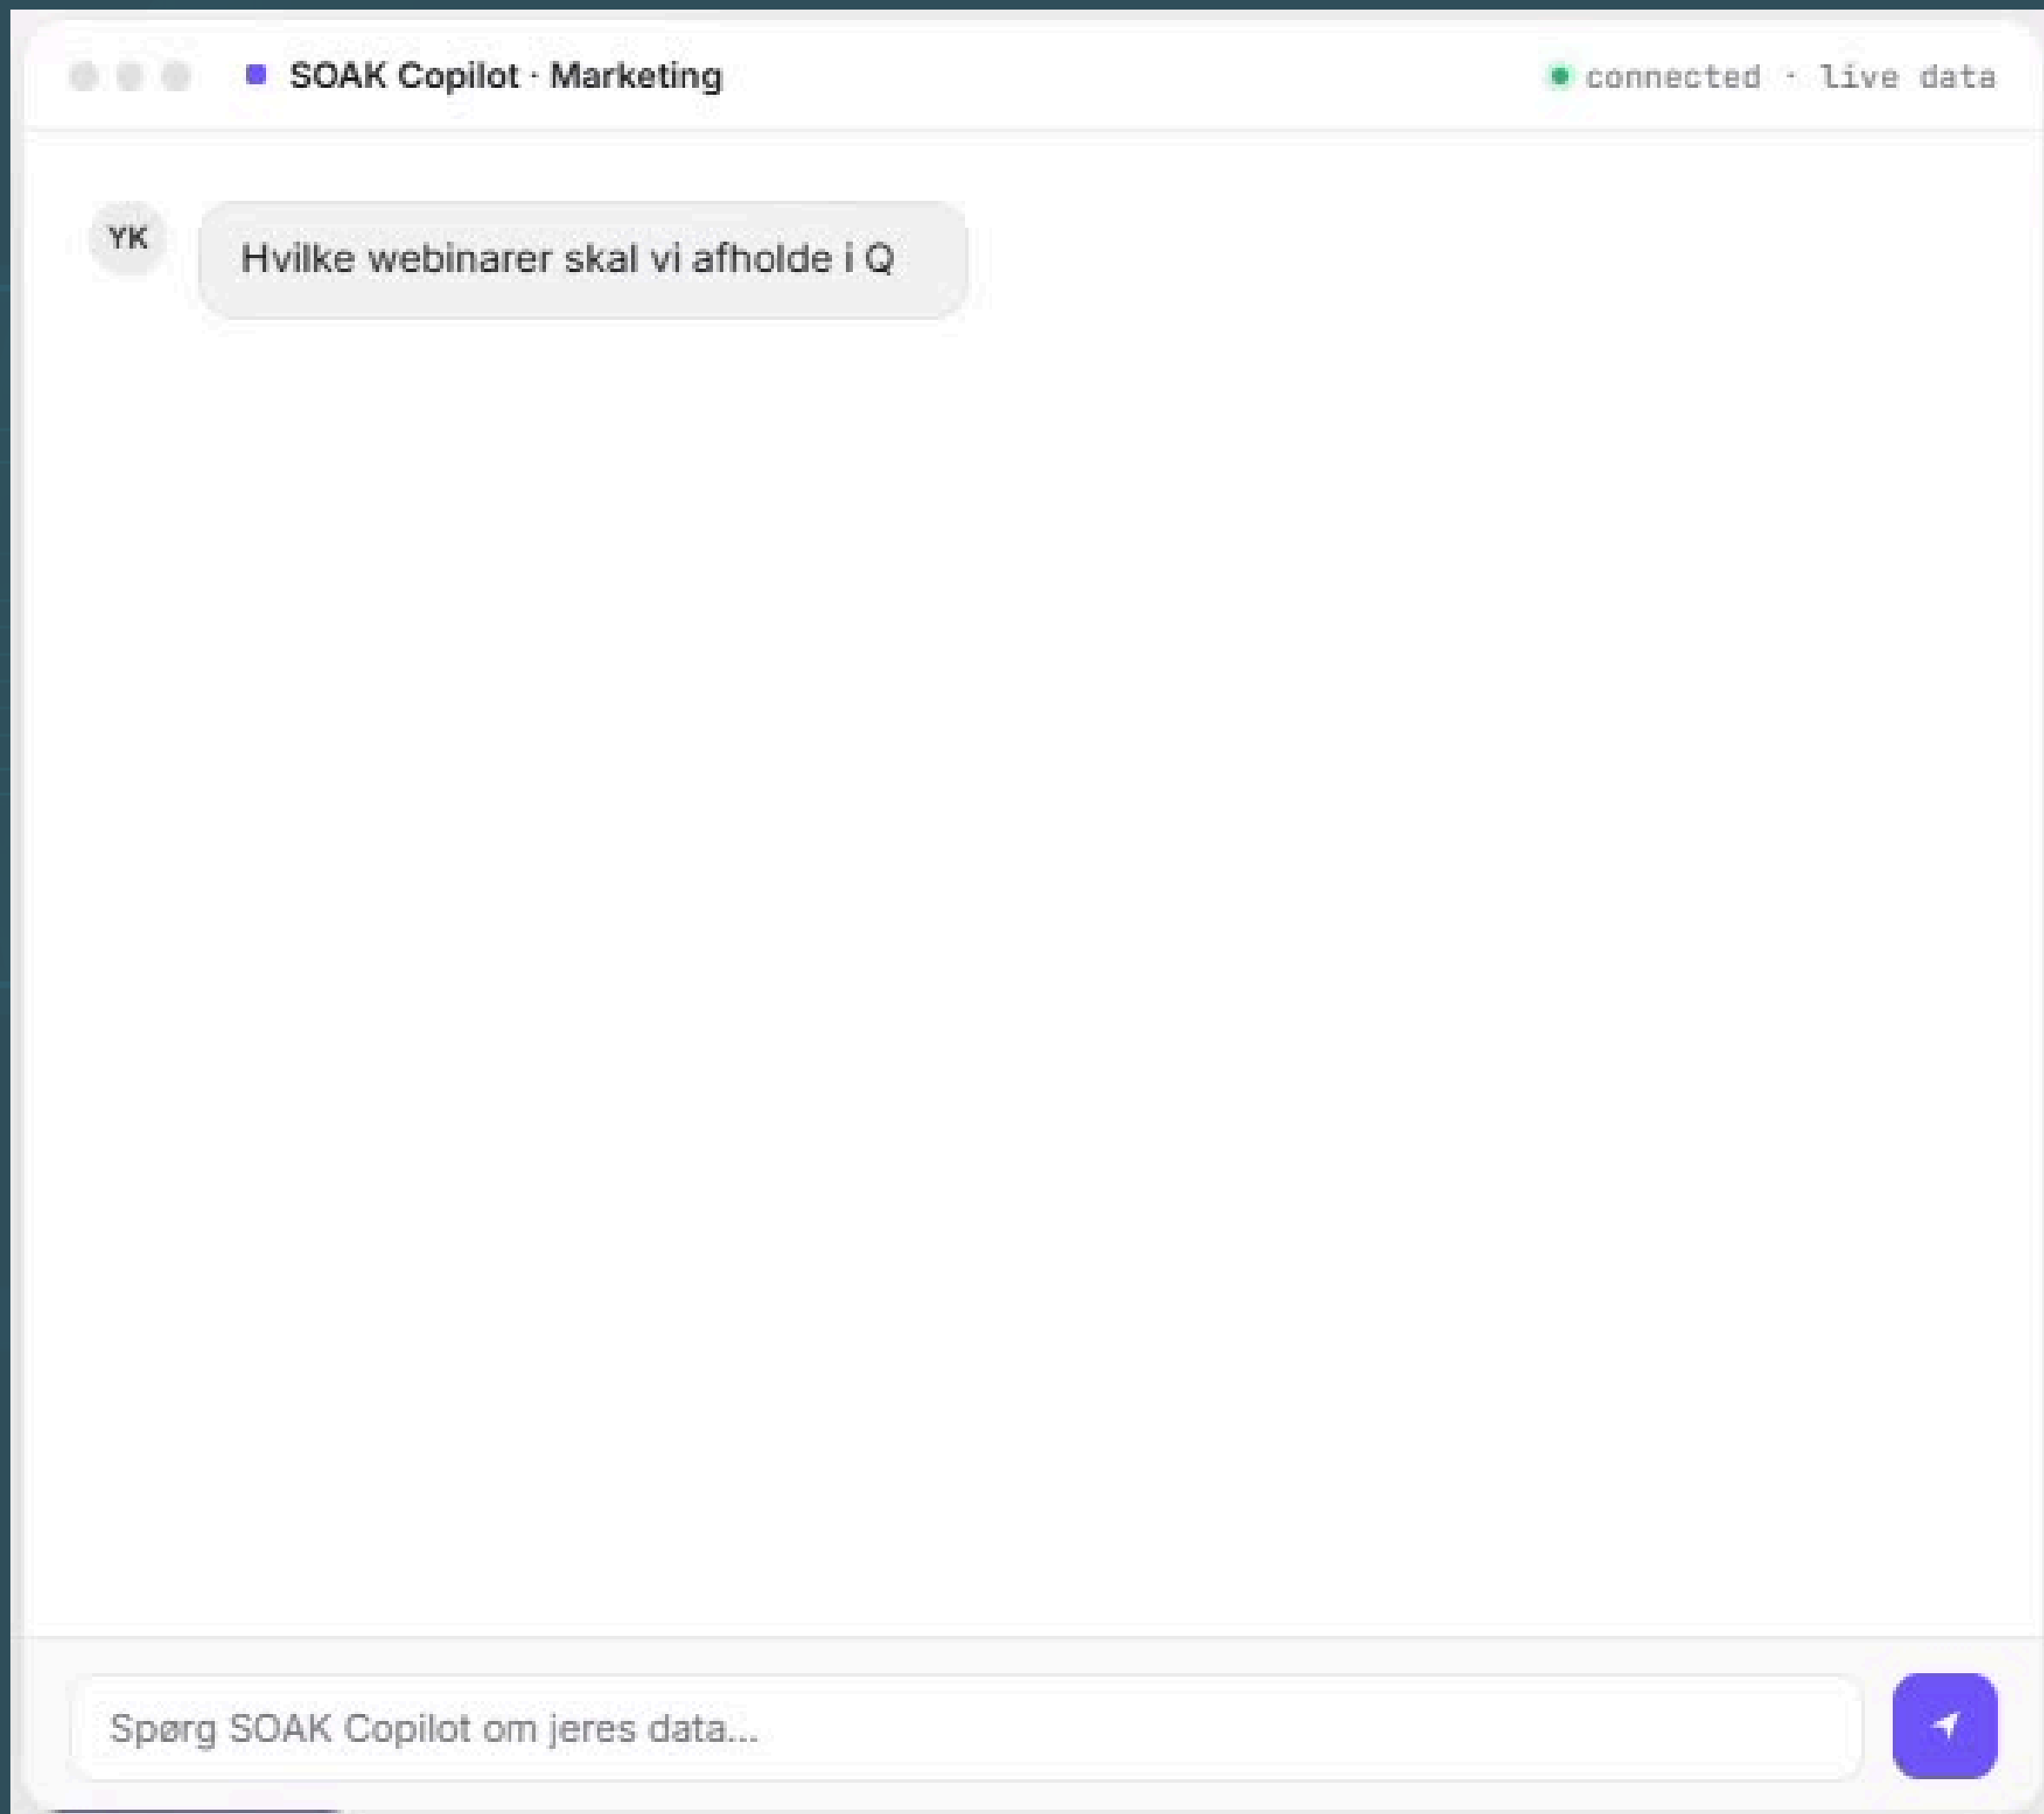 SOAK Copilot · Marketing
connected · live data
YK
Hvilke webinarer skal vi afholde i Q
Spørg SOAK Copilot om jeres data...